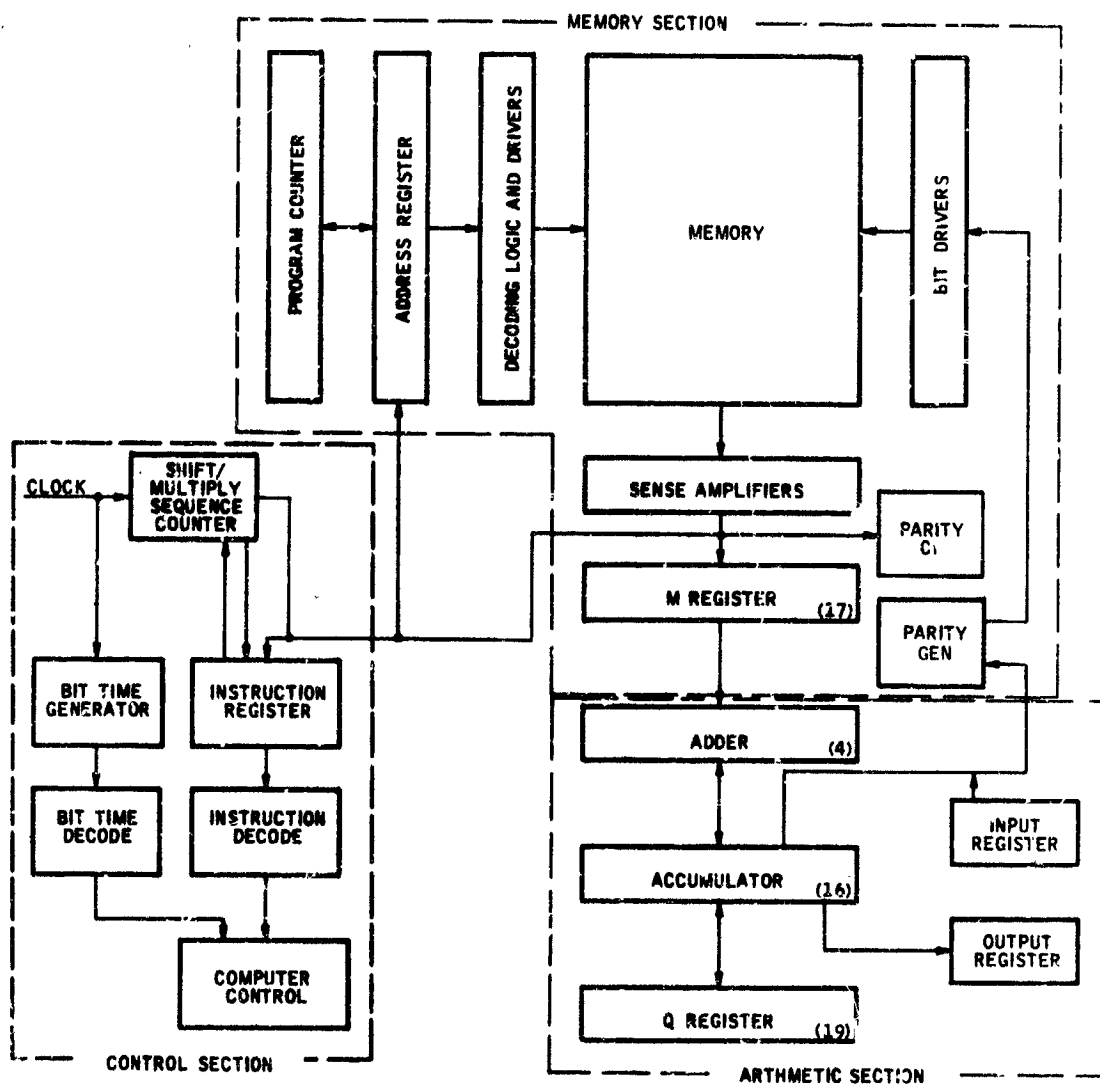 MEMORY SECTION
PROGRAM COUNTER
ADDRESS REGISTER
DECODING LOGIC AND DRIVERS
MEMORY
BIT DRIVERS
SENSE AMPLIFIERS
PARITY
M REGISTER
(17)
PARITY
GEN
CLOCK
SHIFT/
MULTIPLY
SEQUENCE
COUNTER
BIT TIME
GENERATOR
INSTRUCTION
REGISTER
BIT TIME
DECODE
INSTRUCTION
DECODE
COMPUTER
CONTROL
CONTROL SECTION
ADDER
(4)
INPUT
REGISTER
ACCUMULATOR
(16)
OUTPUT
REGISTER
Q REGISTER
(19)
ARTHMETIC SECTION